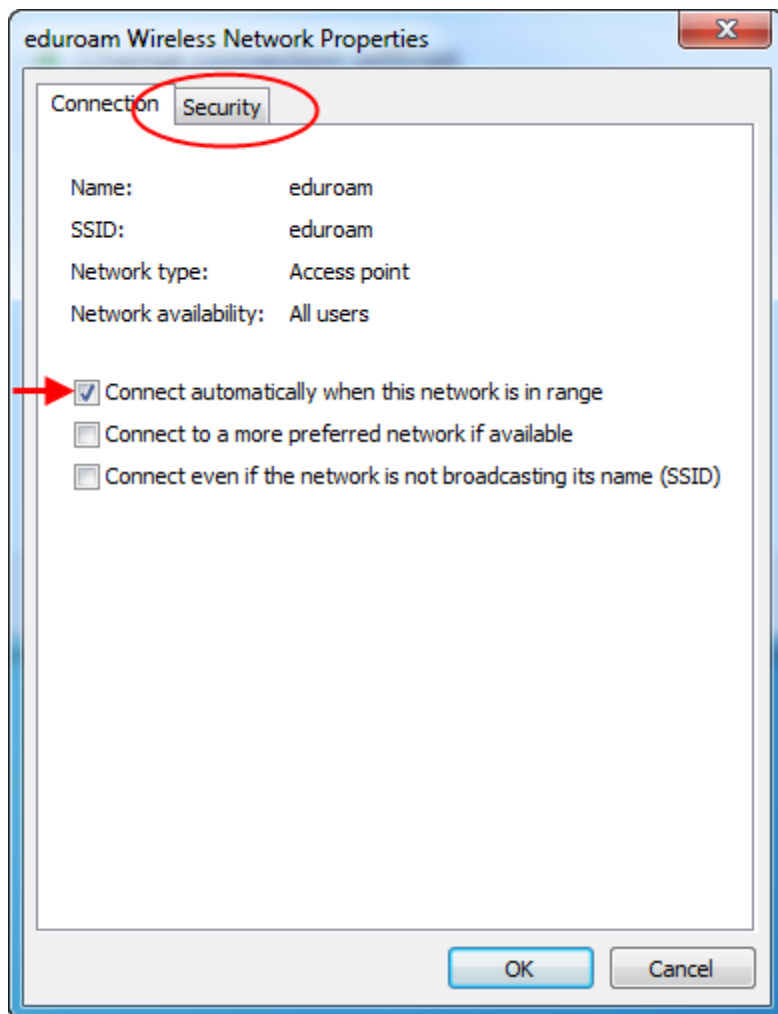 eduroam Wireless Network Properties
Connection Security
Name: eduroam
SSID: eduroam
Network type: Access point
Network availability: All users
Connect automatically when this network is in range
Connect to a more preferred network if available
Connect even if the network is not broadcasting its name (SSID)
OK Cancel